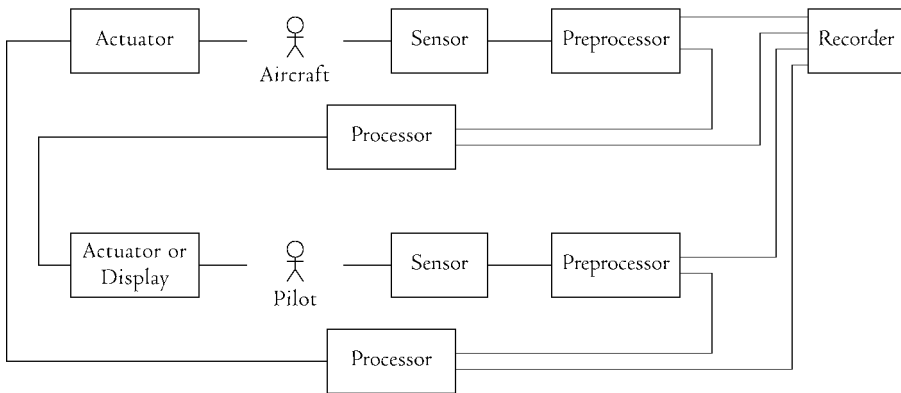 Actuator
Aircraft
Sensor
Preprocessor
Recorder
Processor
Actuator or
Display
Pilot
Sensor
Preprocessor
Processor